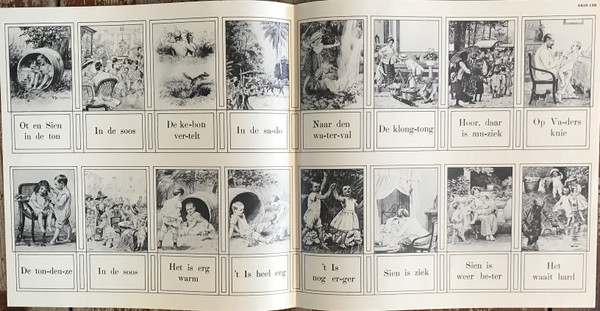 Ot en Sien
in de ton
In de soos
De ke-bon
ver-telt
In de sa-do
Naar den
wa-ter-val
De klong-tong
Hoor, daar
is mu-ziek
Op Va-ders
knie
De ton-den-ze
In de soos
Het is erg
warm
't Is heel erg
't Is
nog er-ger
Sien is ziek
Sien is
weer be-ter
Het
waait hard